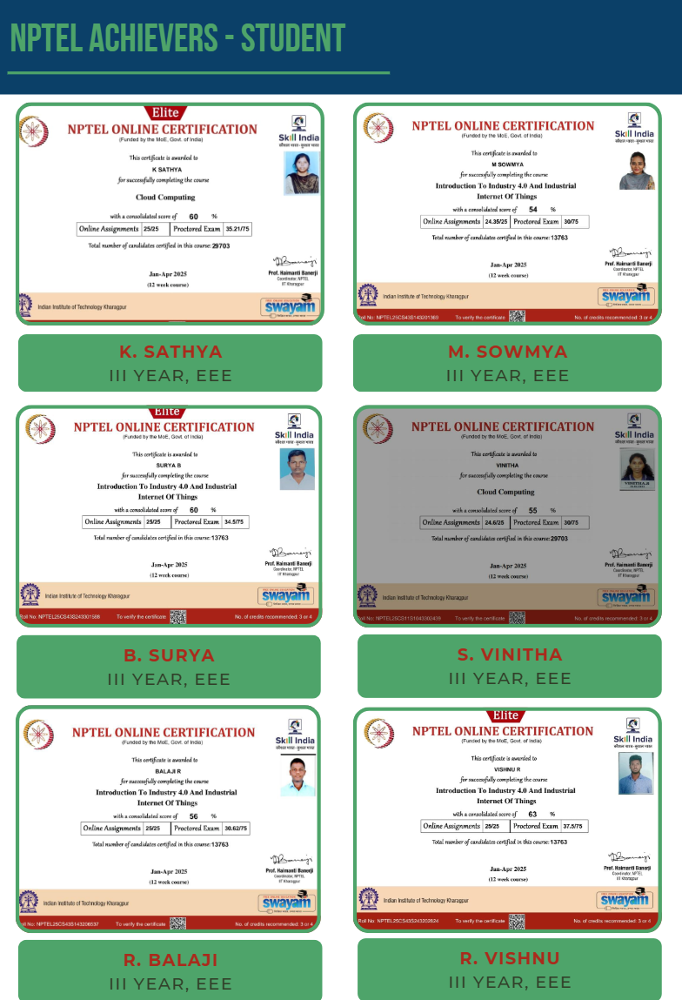 NPTEL ACHIEVERS - STUDENT
Elite
NPTEL ONLINE CERTIFICATION
(Funded by the MoE, Govt. of India)
Skill India
कौशल भारत - कुशल भारत
This certificate is awarded to
K SATHYA
for successfully completing the course
Cloud Computing
with a consolidated score of 60 %
Online Assignments 25/25 Proctored Exam 35.21/75
Total number of candidates certified in this course: 29703
Jan-Apr 2025
(12 week course)
Prof. Haimanti Banerji
Coordinator, NPTEL
IIT Kharagpur
Indian Institute of Technology Kharagpur
swayam
K. SATHYA
III YEAR, EEE
NPTEL ONLINE CERTIFICATION
(Funded by the MoE, Govt. of India)
Skill India
कौशल भारत - कुशल भारत
This certificate is awarded to
M SOWMYA
for successfully completing the course
Introduction To Industry 4.0 And Industrial
Internet Of Things
with a consolidated score of 54 %
Online Assignments 24.35/25 Proctored Exam 30/75
Total number of candidates certified in this course: 13763
Jan-Apr 2025
(12 week course)
Prof. Haimanti Banerji
Coordinator, NPTEL
IIT Kharagpur
Indian Institute of Technology Kharagpur
swayam
Roll No: NPTEL25CS43S143201369 To verify the certificate No. of credits recommended: 3 or 4
M. SOWMYA
III YEAR, EEE
Elite
NPTEL ONLINE CERTIFICATION
(Funded by the MoE, Govt. of India)
Skill India
कौशल भारत - कुशल भारत
This certificate is awarded to
SURYA B
for successfully completing the course
Introduction To Industry 4.0 And Industrial
Internet Of Things
with a consolidated score of 60 %
Online Assignments 25/25 Proctored Exam 34.5/75
Total number of candidates certified in this course: 13763
Jan-Apr 2025
(12 week course)
Prof. Haimanti Banerji
Coordinator, NPTEL
IIT Kharagpur
Indian Institute of Technology Kharagpur
swayam
Roll No: NPTEL25CS43S243301588 To verify the certificate No. of credits recommended: 3 or 4
B. SURYA
III YEAR, EEE
NPTEL ONLINE CERTIFICATION
(Funded by the MoE, Govt. of India)
Skill India
कौशल भारत - कुशल भारत
VINITHA.S
This certificate is awarded to
VINITHA
for successfully completing the course
Cloud Computing
with a consolidated score of 55 %
Online Assignments 24.6/25 Proctored Exam 30/75
Total number of candidates certified in this course: 29703
Jan-Apr 2025
(12 week course)
Prof. Haimanti Banerji
Coordinator, NPTEL
IIT Kharagpur
Indian Institute of Technology Kharagpur
swayam
To verify the certificate No. of credits recommended: 3 or 4
S. VINITHA
III YEAR, EEE
NPTEL ONLINE CERTIFICATION
(Funded by the MoE, Govt. of India)
Skill India
कौशल भारत - कुशल भारत
This certificate is awarded to
BALAJI R
for successfully completing the course
Introduction To Industry 4.0 And Industrial
Internet Of Things
with a consolidated score of 56 %
Online Assignments 25/25 Proctored Exam 30.62/75
Total number of candidates certified in this course: 13763
Jan-Apr 2025
(12 week course)
Prof. Haimanti Banerji
Coordinator, NPTEL
IIT Kharagpur
Indian Institute of Technology Kharagpur
swayam
No: NPTEL25CS43S143206537 To verify the certificate No. of credits recommended: 3 or 4
R. BALAJI
III YEAR, EEE
Elite
NPTEL ONLINE CERTIFICATION
(Funded by the MoE, Govt. of India)
Skill India
कौशल भारत - कुशल भारत
This certificate is awarded to
VISHNU R
for successfully completing the course
Introduction To Industry 4.0 And Industrial
Internet Of Things
with a consolidated score of 63 %
Online Assignments 25/25 Proctored Exam 37.5/75
Total number of candidates certified in this course: 13763
Jan-Apr 2025
(12 week course)
Prof. Haimanti Banerji
Coordinator, NPTEL
IIT Kharagpur
Indian Institute of Technology Kharagpur
swayam
Roll No: NPTEL25CS43S243202624 To verify the certificate No. of credits recommended: 3 or 4
R. VISHNU
III YEAR, EEE